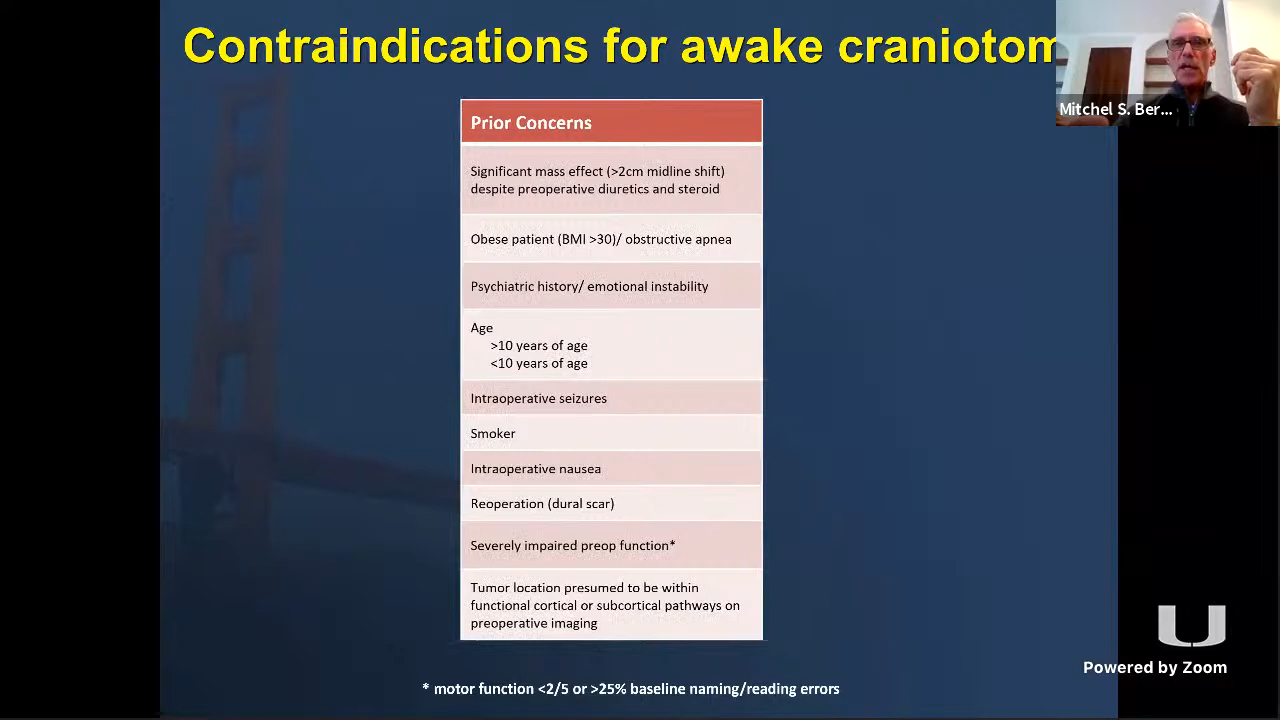 Contraindications for awake craniotom
Mitchel S. Ber...
Prior Concerns
Significant mass effect (>2cm midline shift)
despite preoperative diuretics and steroid
Obese patient (BMI >30)/ obstructive apnea
Psychiatric history/ emotional instability
Age
>10 years of age
<10 years of age
Intraoperative seizures
Smoker
Intraoperative nausea
Reoperation (dural scar)
Severely impaired preop function*
Tumor location presumed to be within
functional cortical or subcortical pathways on
preoperative imaging
* motor function <2/5 or >25% baseline naming/reading errors
U
Powered by Zoom